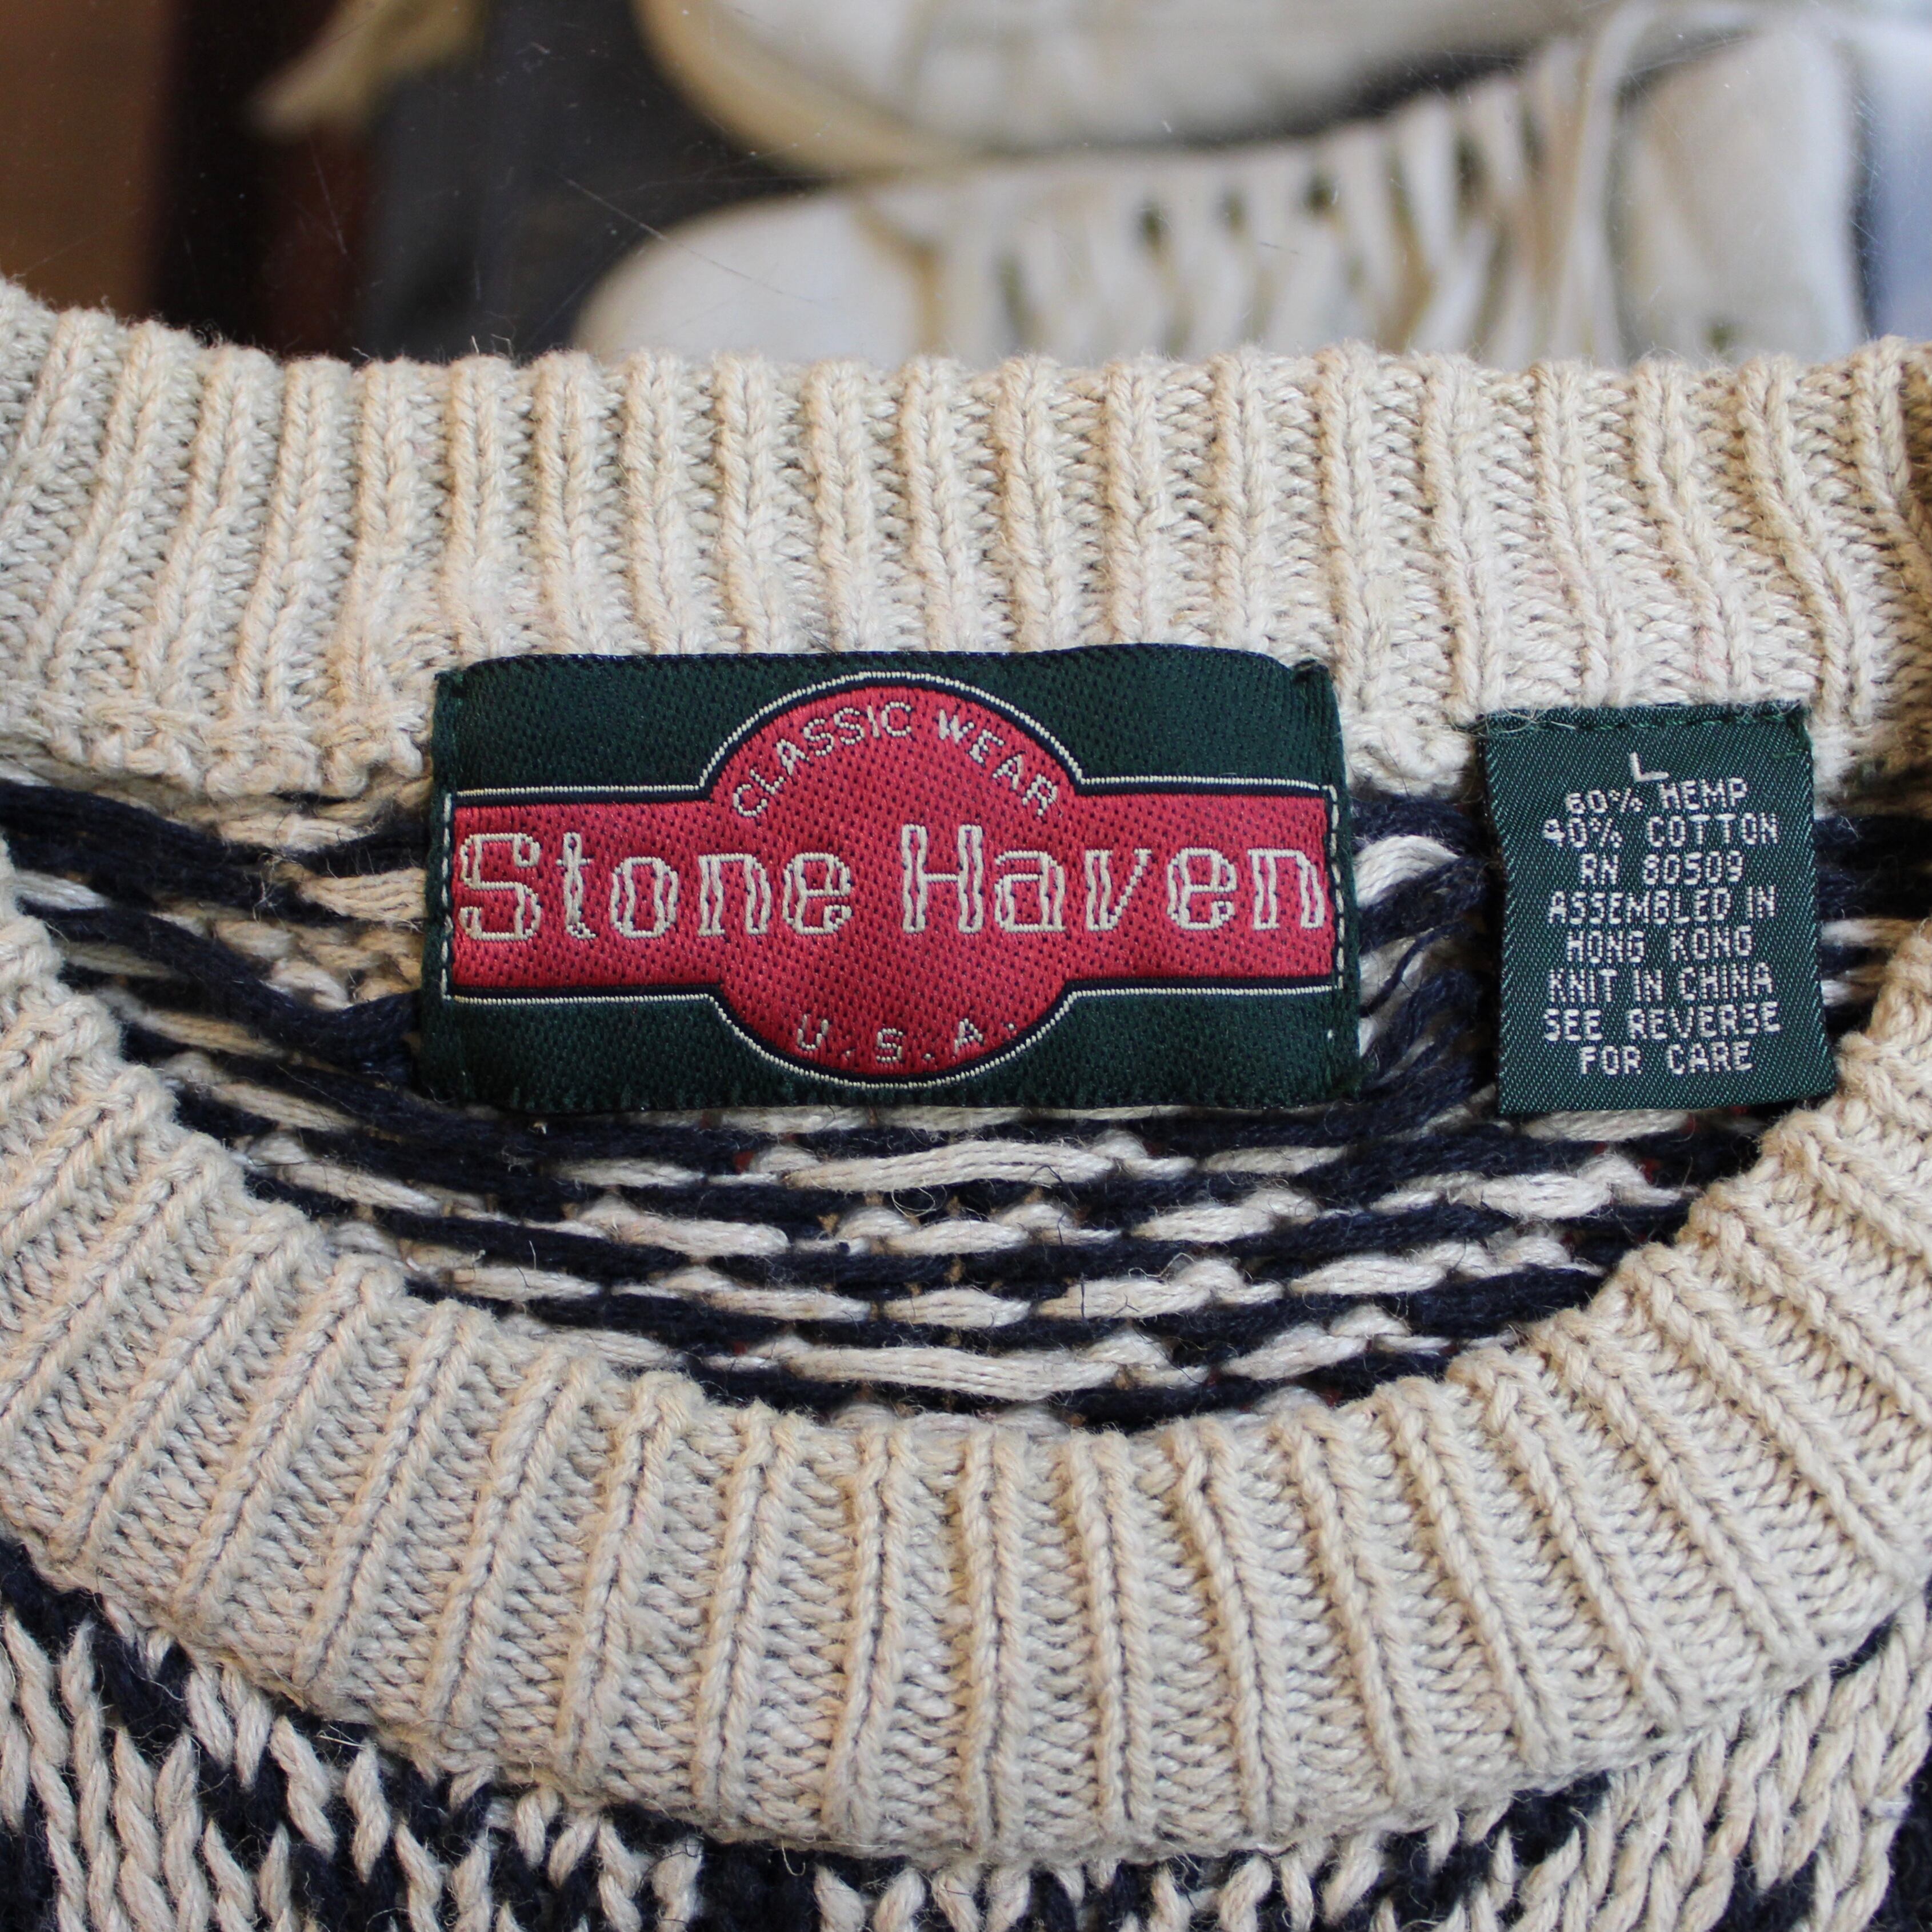 CLASSIC WEAR
Stone Haven
U.S.A.
L
60% HEMP
40% COTTON
RN 80509
ASSEMBLED IN
HONG KONG
KNIT IN CHINA
SEE REVERSE
FOR CARE